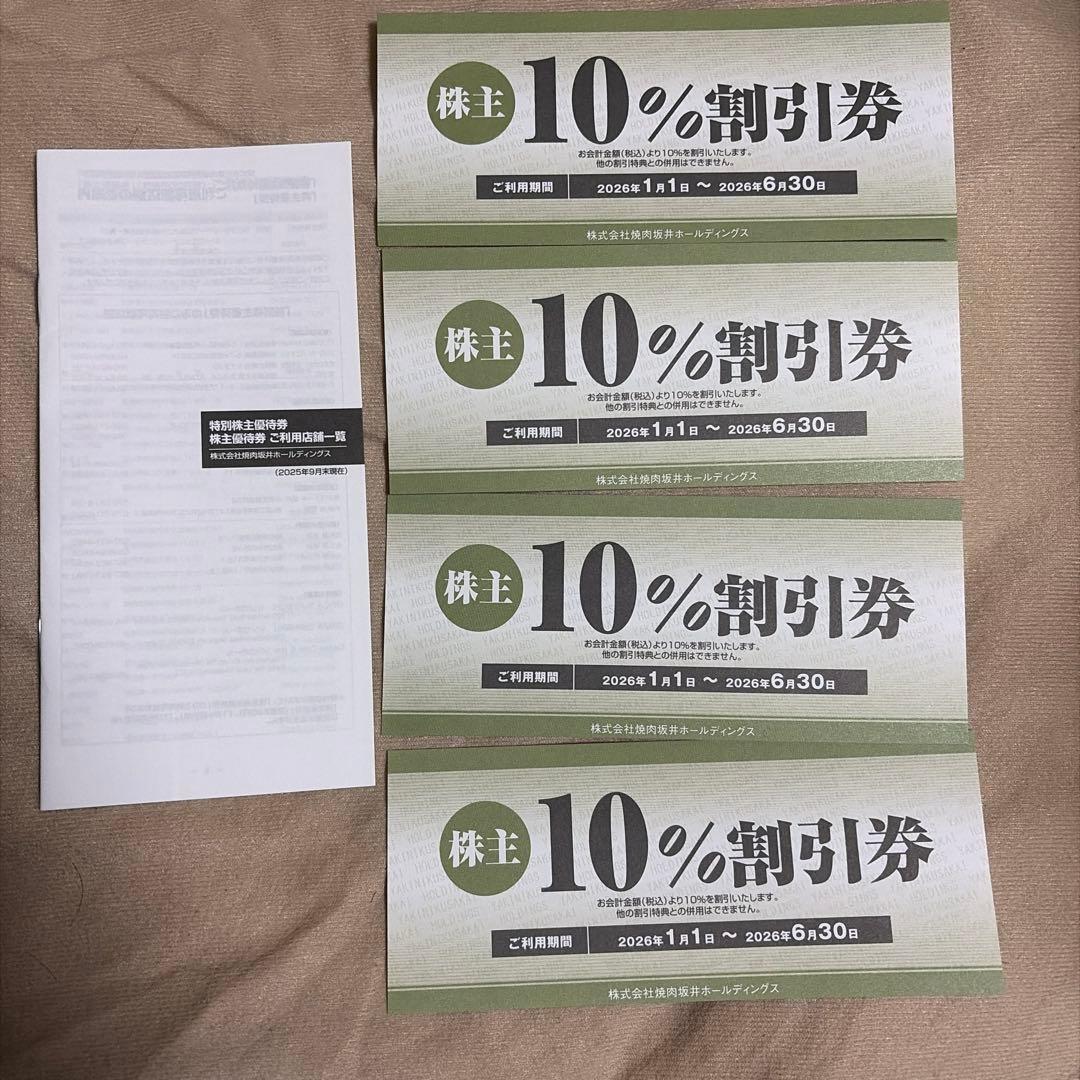 特別株主優待券
株主優待券 ご利用店舗一覧
株式会社焼肉坂井ホールディングス
(2025年9月末現在)
株主 10%割引券
お会計金額(税込)より10%を割引いたします。
他の割引特典との併用はできません。
ご利用期間 2026年1月1日 〜 2026年6月30日
株式会社焼肉坂井ホールディングス
株主 10%割引券
お会計金額(税込)より10%を割引いたします。
他の割引特典との併用はできません。
ご利用期間 2026年1月1日 〜 2026年6月30日
株式会社焼肉坂井ホールディングス
株主 10%割引券
お会計金額(税込)より10%を割引いたします。
他の割引特典との併用はできません。
ご利用期間 2026年1月1日 〜 2026年6月30日
株式会社焼肉坂井ホールディングス
株主 10%割引券
お会計金額(税込)より10%を割引いたします。
他の割引特典との併用はできません。
ご利用期間 2026年1月1日 〜 2026年6月30日
株式会社焼肉坂井ホールディングス